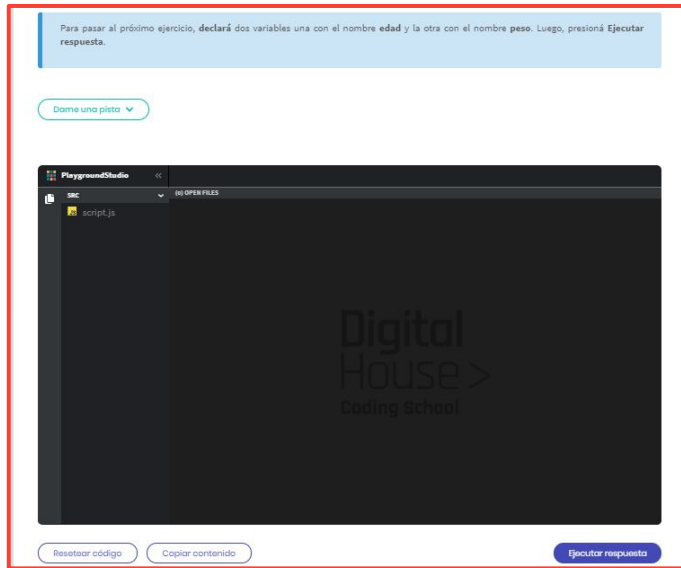 Para pasar al próximo ejercicio, declará dos variables una con el nombre edad y la otra con el nombre peso. Luego, presioná Ejecutar
respuesta.
Dame una pista
PlaygroundStudio
SRC
(0) OPEN FILES
JS script.js
Digital
House>
Coding School
Resetear código
Copiar contenido
Ejecutar respuesta